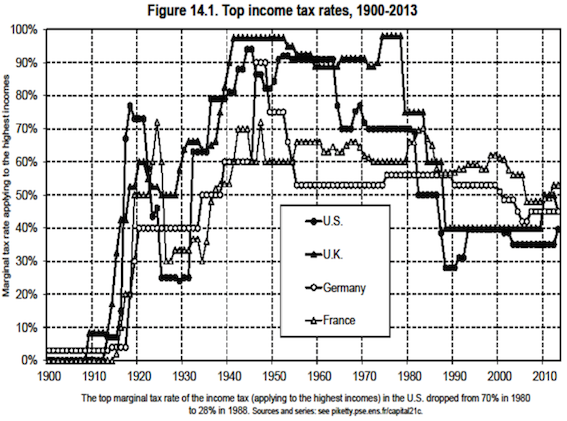 Figure 14.1. Top income tax rates, 1900-2013
Marginal tax rate applying to the highest incomes
100%
90%
80%
70%
60%
50%
40%
30%
20%
10%
0%
U.S.
U.K.
Germany
France
1900 1910 1920 1930 1940 1950 1960 1970 1980 1990 2000 2010
The top marginal tax rate of the income tax (applying to the highest incomes) in the U.S. dropped from 70% in 1980
to 28% in 1988. Sources and series: see piketty.pse.ens.fr/capital21c.